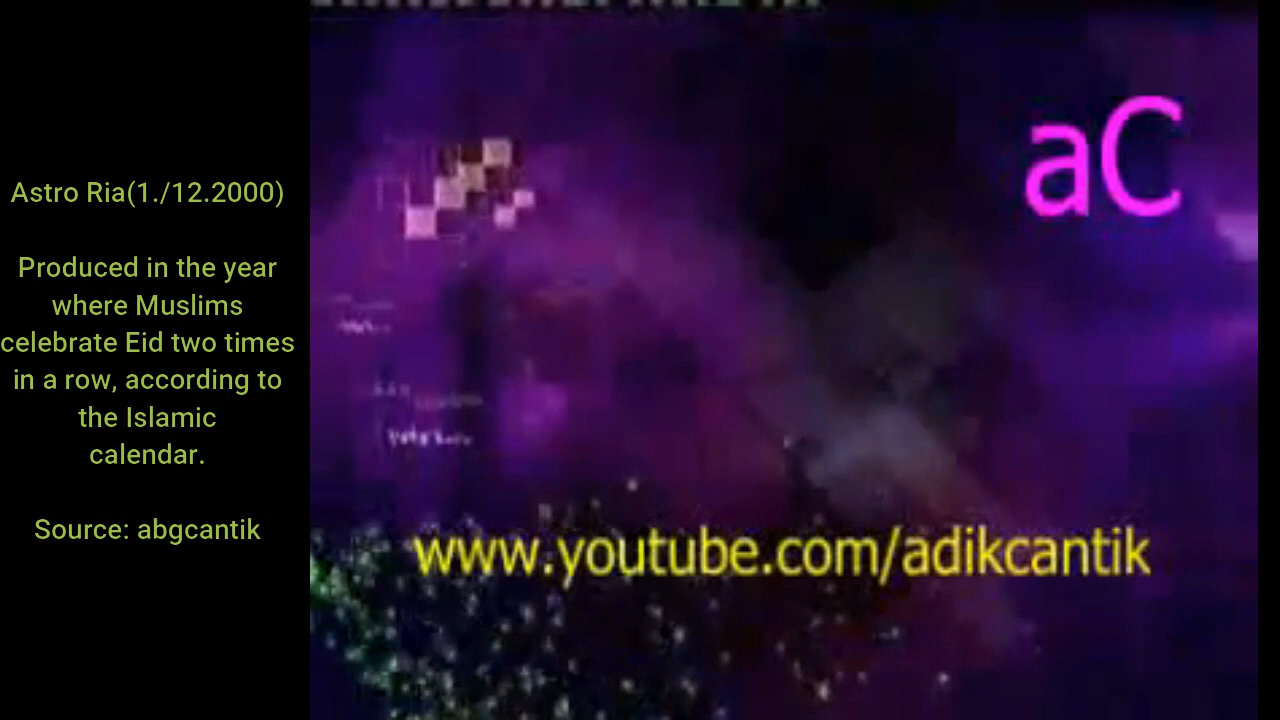 Astro Ria(1./12.2000)
Produced in the year
where Muslims
celebrate Eid two times
in a row, according to
the Islamic
calendar.
Source: abgcantik
aC
www.youtube.com/adikcantik